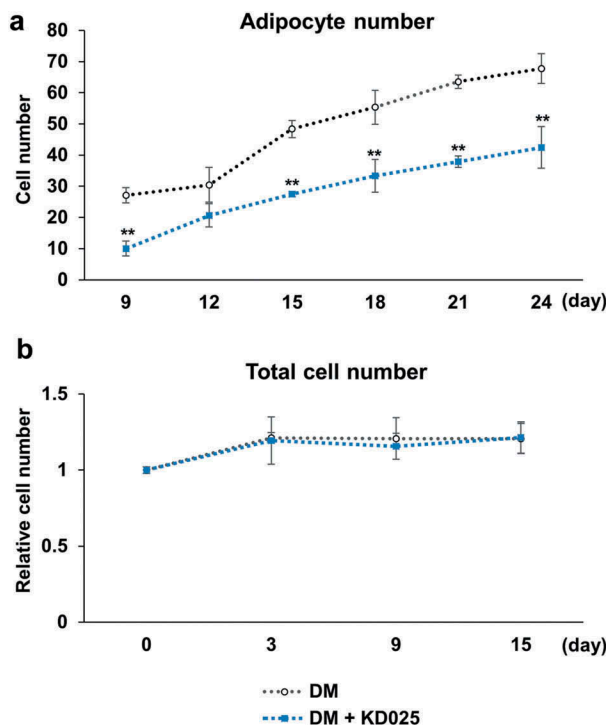 a
Adipocyte number
Cell number
80
70
60
50
40
30
20
10
0
**
**
**
**
**
9 12 15 18 21 24 (day)
b
Total cell number
Relative cell number
1.5
1
0.5
0
0 3 9 15 (day)
DM
DM + KD025